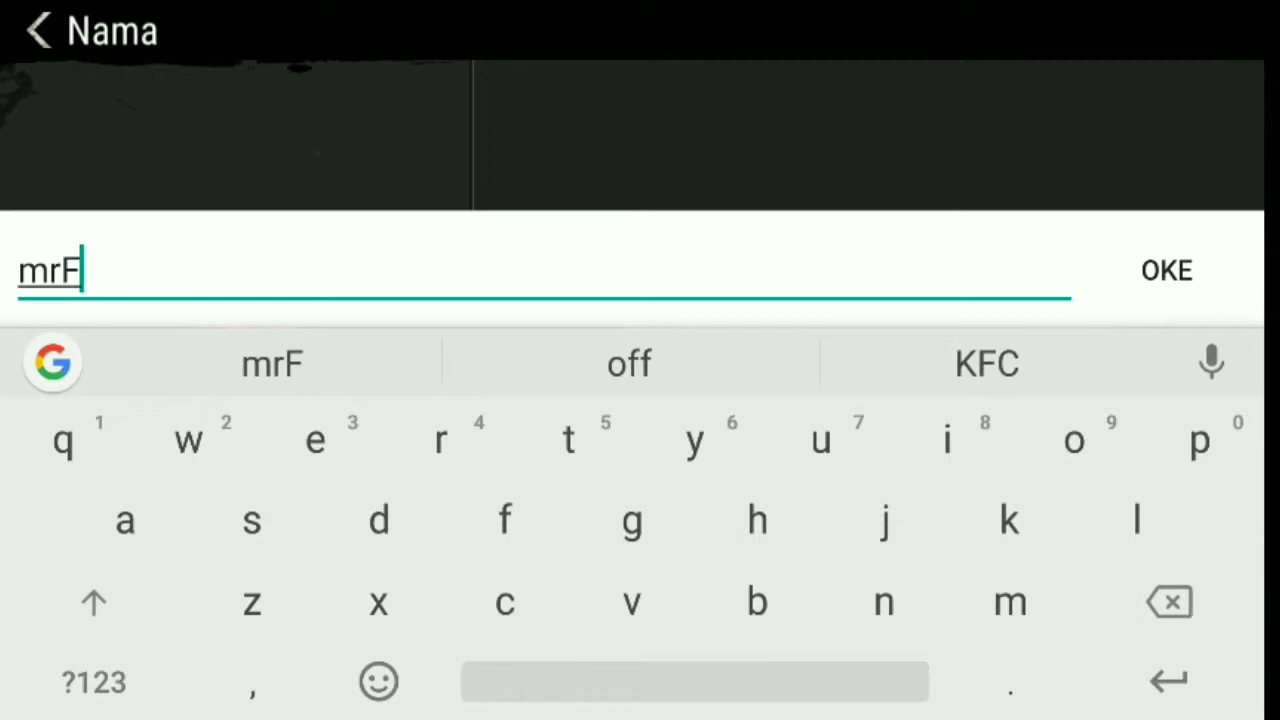 Nama
mrF
OKE
mrF off KFC
q 1 w 2 e 3 r 4 t 5 y 6 u 7 i 8 o 9 p 0
a s d f g h j k l
z x c v b n m
?123 , .